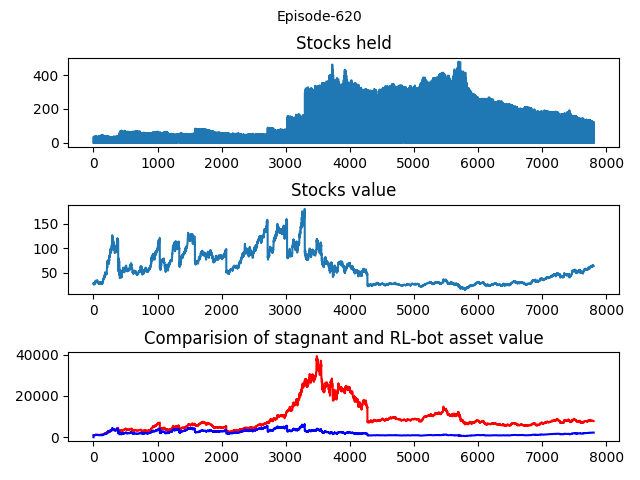 Episode-620
Stocks held
400
200
0
0 1000 2000 3000 4000 5000 6000 7000 8000
Stocks value
150
100
50
0 1000 2000 3000 4000 5000 6000 7000 8000
Comparision of stagnant and RL-bot asset value
40000
20000
0
0 1000 2000 3000 4000 5000 6000 7000 8000